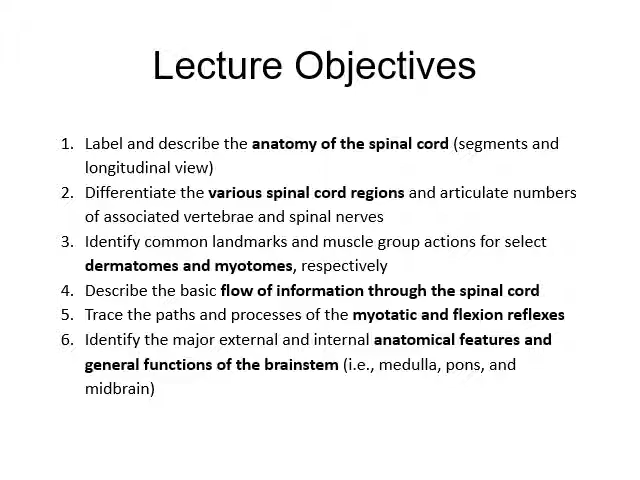 Lecture Objectives
1. Label and describe the anatomy of the spinal cord (segments and
longitudinal view)
2. Differentiate the various spinal cord regions and articulate numbers
of associated vertebrae and spinal nerves
3. Identify common landmarks and muscle group actions for select
dermatomes and myotomes, respectively
4. Describe the basic flow of information through the spinal cord
5. Trace the paths and processes of the myotatic and flexion reflexes
6. Identify the major external and internal anatomical features and
general functions of the brainstem (i.e., medulla, pons, and
midbrain)